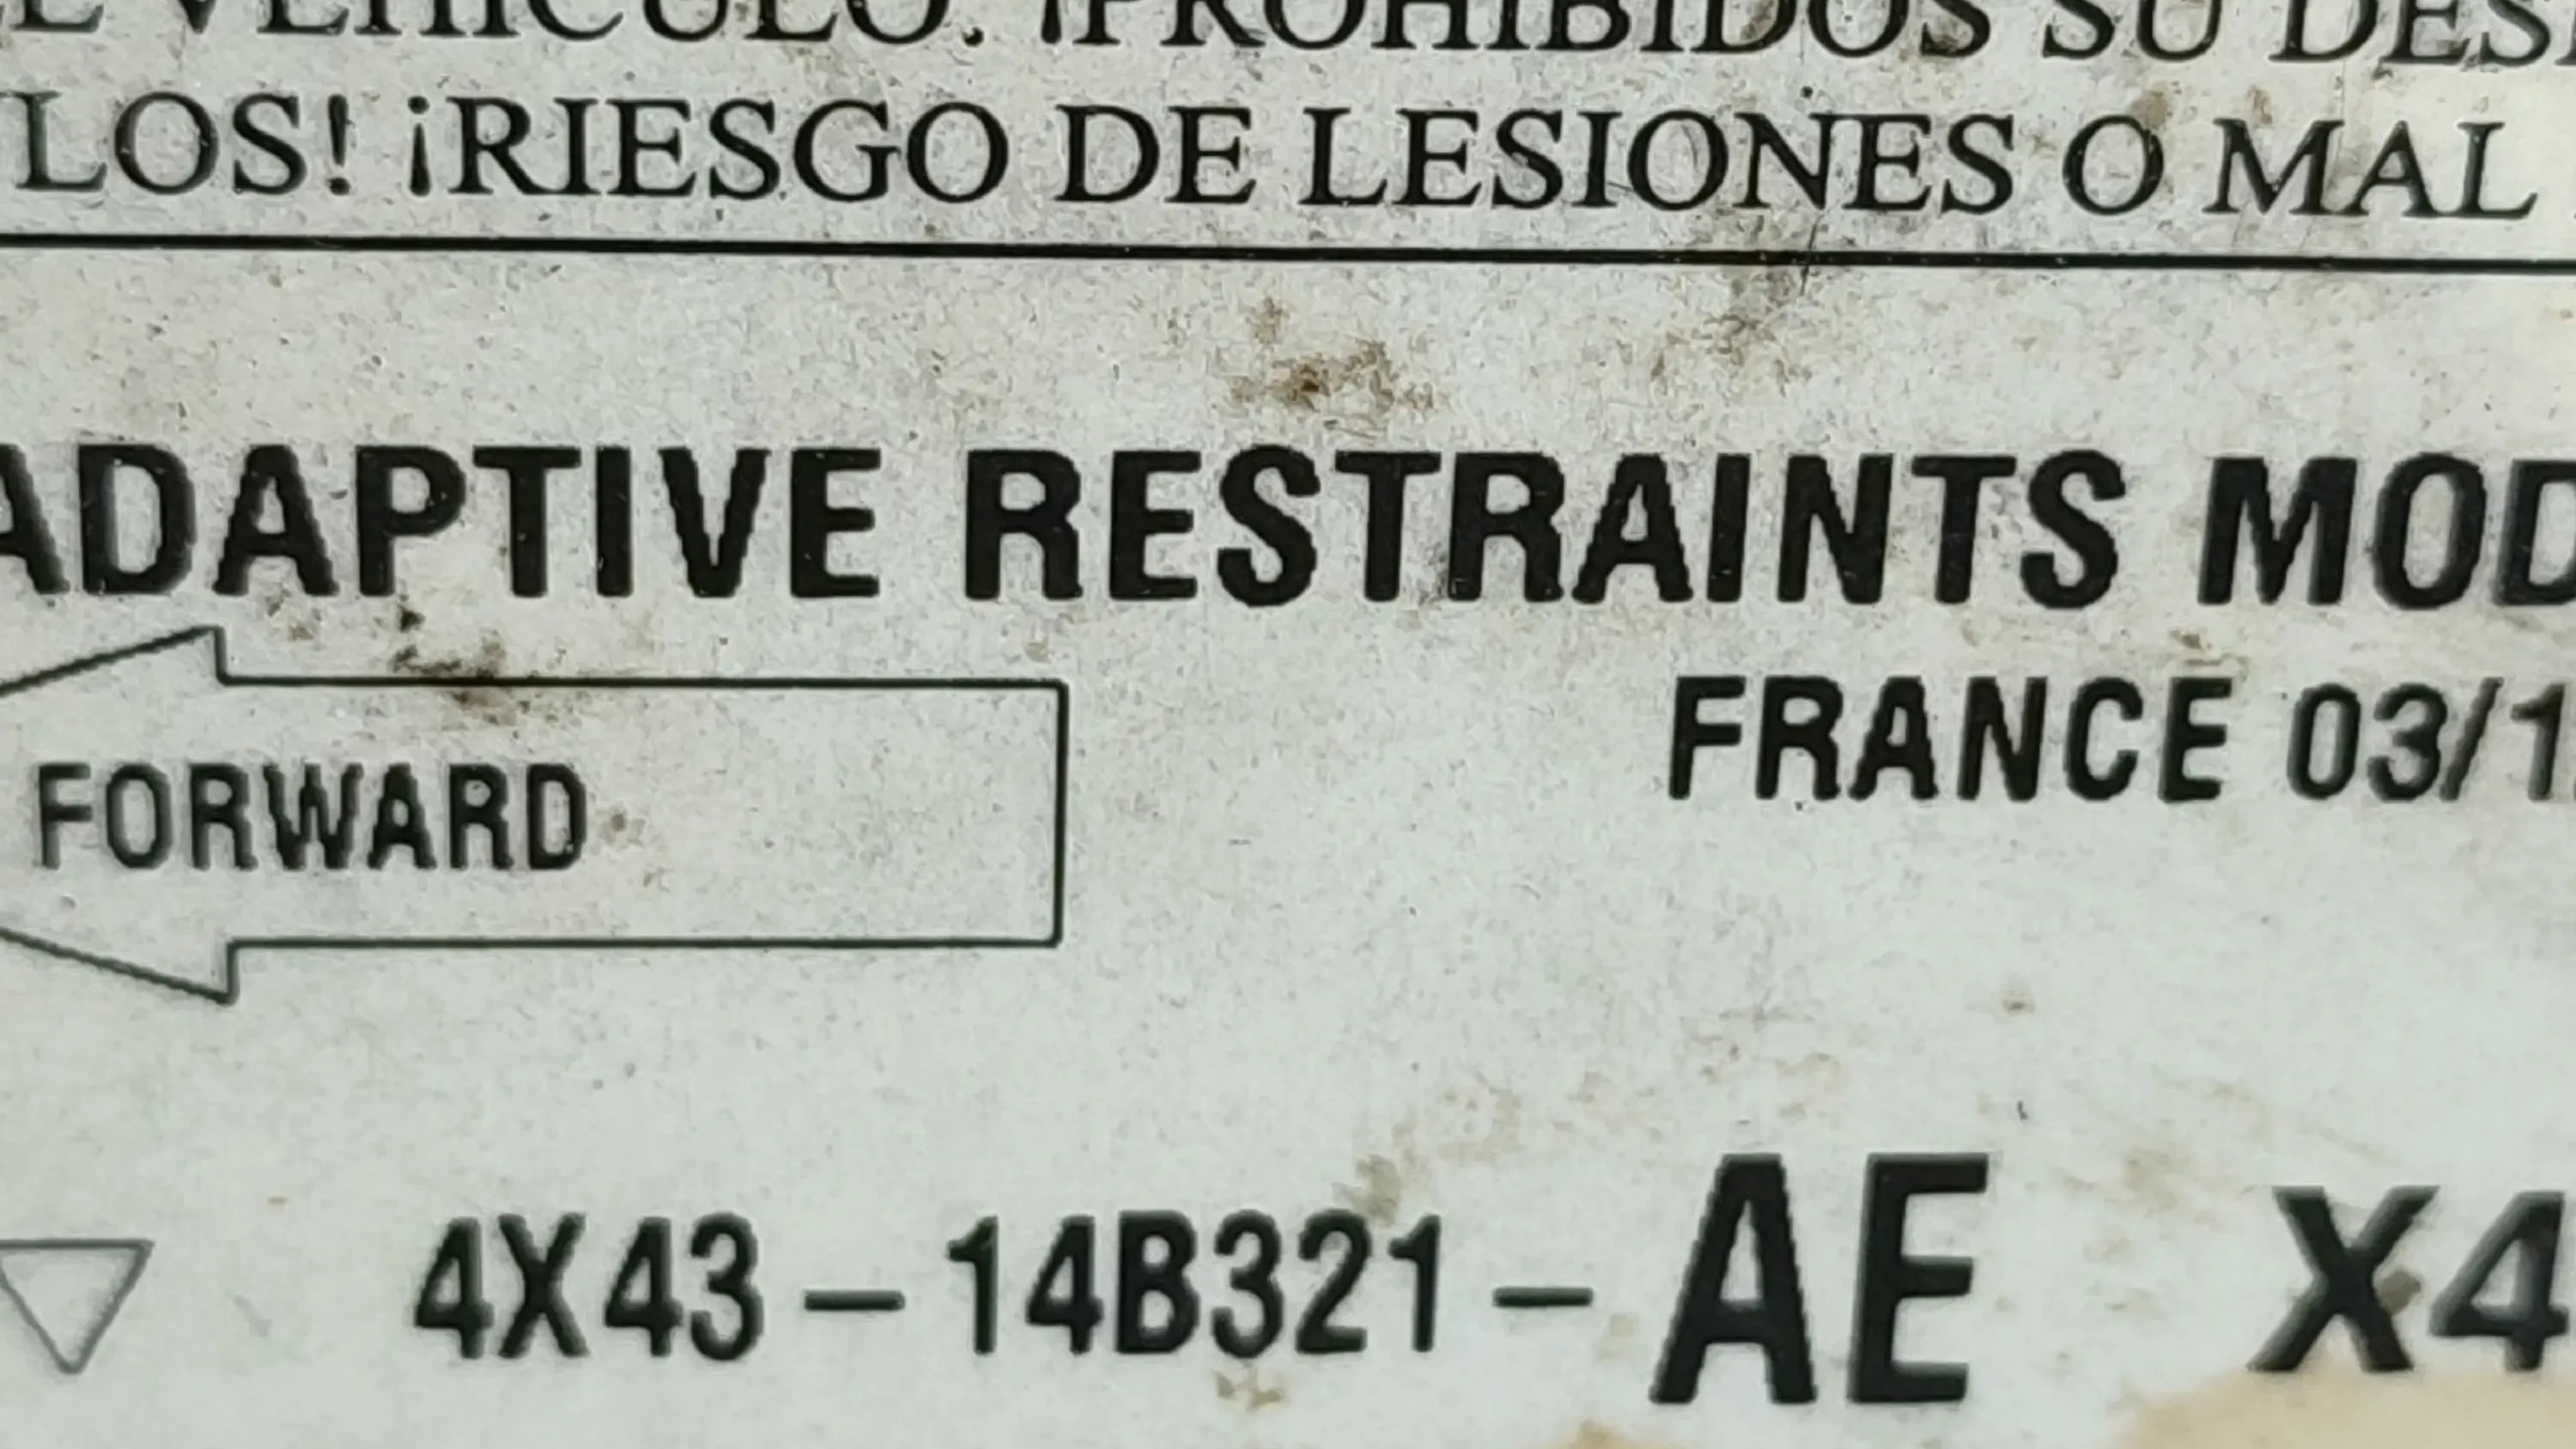 E VEHÍCULO. ¡PROHIBIDOS SU DES
LOS! ¡RIESGO DE LESIONES O MAL
ADAPTIVE RESTRAINTS MOD
FRANCE 03/1
FORWARD
4X43-14B321-AE X4